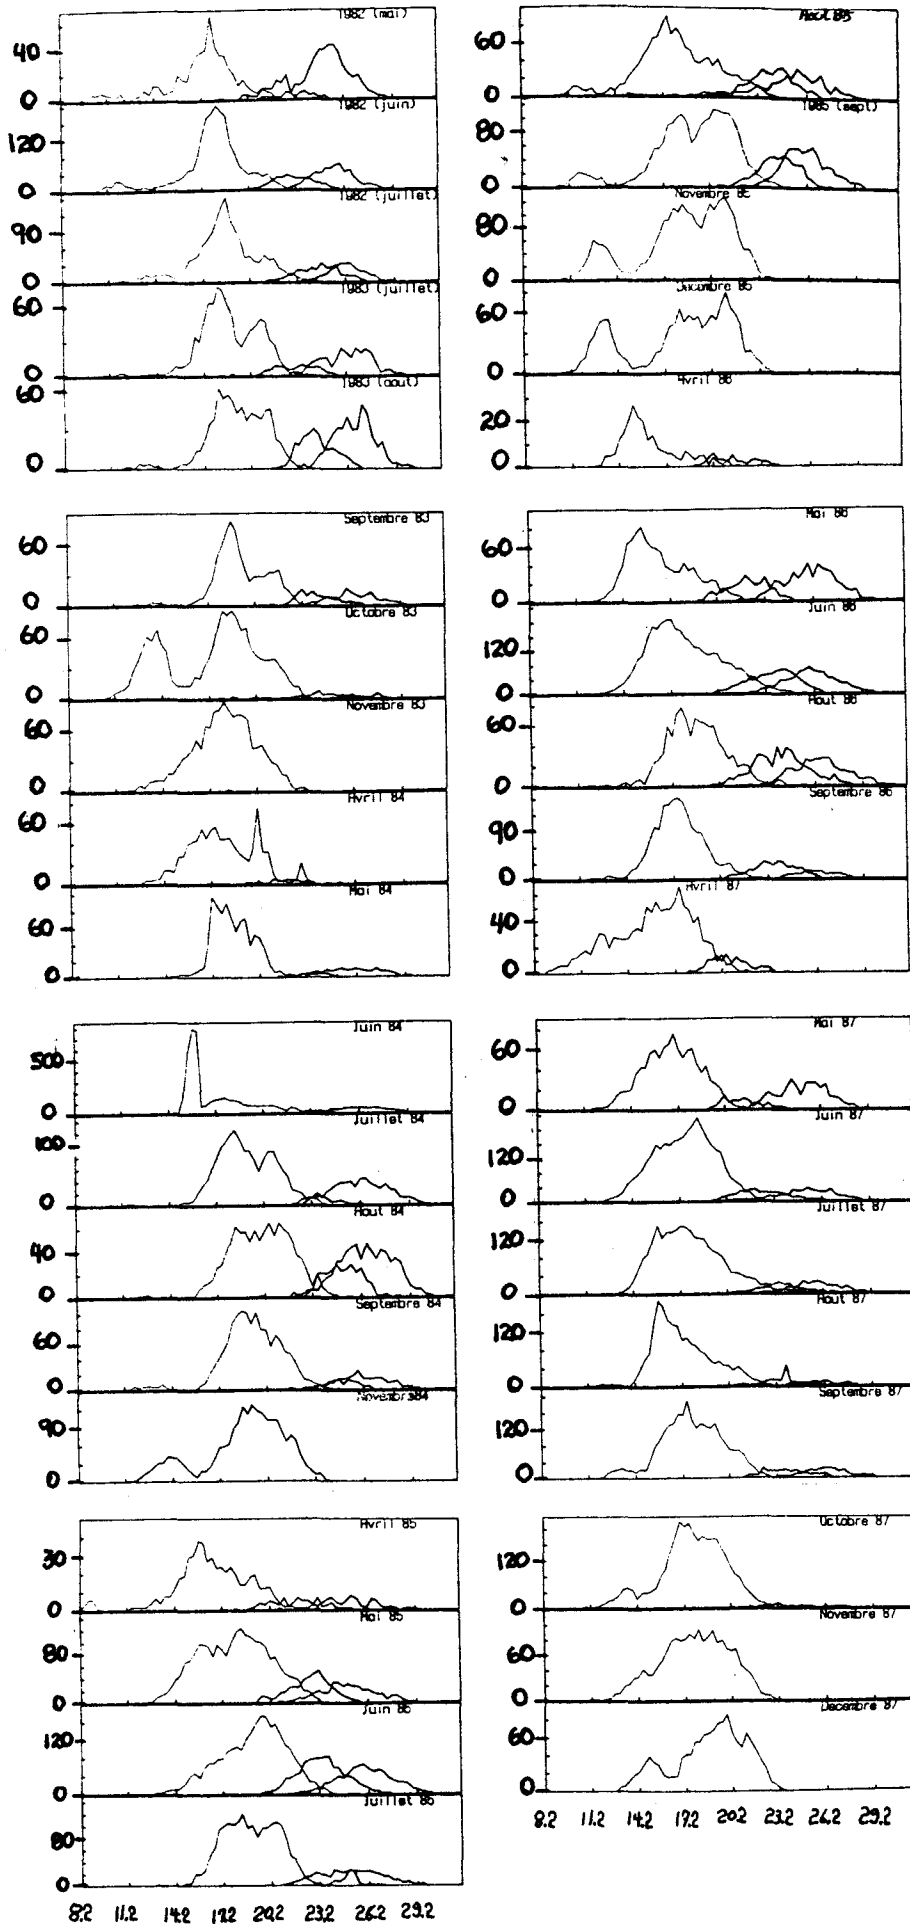 1982 (mai)
40
0
1982 (juin)
120
0
1982 (juillet)
90
0
1983 (juillet)
60
0
1983 (aout)
60
0
Septembre 83
60
0
Octobre 83
60
0
Novembre 83
60
0
Avril 84
60
0
Mai 84
60
0
Juin 84
500
0
Juillet 84
100
0
Aout 84
40
0
Septembre 84
60
0
Novembre84
90
0
Avril 85
30
0
Mai 85
80
0
Juin 85
120
0
Juillet 85
80
0
8.2 11.2 14.2 17.2 20.2 23.2 26.2 29.2
Aout 85
60
0
1985 (sept)
80
0
Novembre 85
80
0
Decembre 85
60
0
Avril 86
20
0
Mai 86
60
0
Juin 86
120
0
Aout 86
60
0
Septembre 86
90
0
Avril 87
40
0
Mai 87
60
0
Juin 87
120
0
Juillet 87
120
0
Aout 87
120
0
Septembre 87
120
0
Octobre 87
120
0
Novembre 87
60
0
Decembre 87
60
0
8.2 11.2 14.2 17.2 20.2 23.2 26.2 29.2